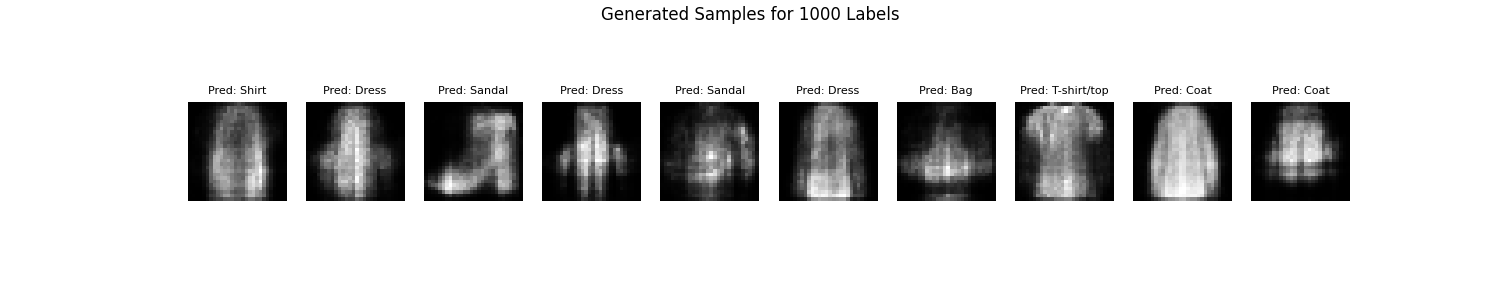 Generated Samples for 1000 Labels
Pred: Shirt
Pred: Dress
Pred: Sandal
Pred: Dress
Pred: Sandal
Pred: Dress
Pred: Bag
Pred: T-shirt/top
Pred: Coat
Pred: Coat